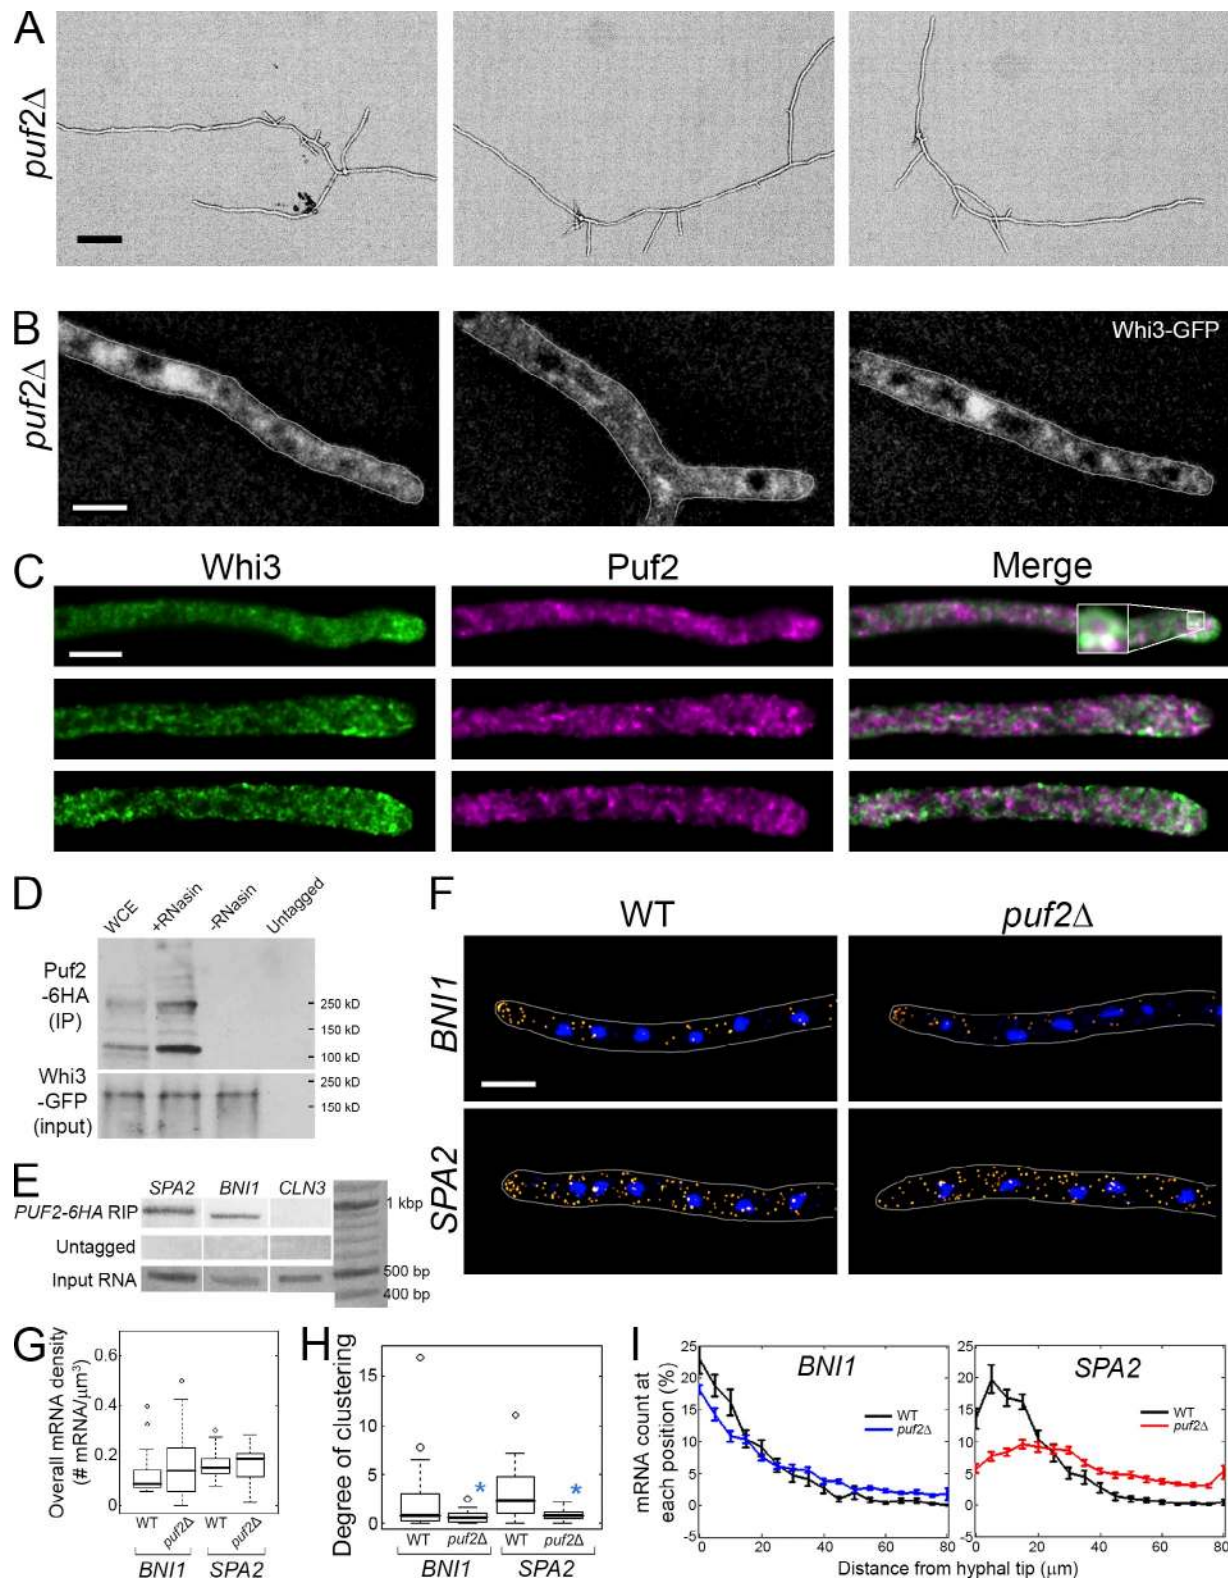 A
puf2Δ
B
puf2Δ
Whi3-GFP
C
Whi3
Puf2
Merge
D
WCE
+RNasin
-RNasin
Untagged
Puf2
-6HA
(IP)
250 kD
150 kD
100 kD
Whi3
-GFP
(input)
250 kD
150 kD
E
SPA2
BNI1
CLN3
PUF2-6HA RIP
Untagged
Input RNA
1 kbp
500 bp
400 bp
F
WT
puf2Δ
BNI1
SPA2
G
Overall mRNA density
(# mRNA/μm³)
0.6
0.4
0.2
0
WT
puf2Δ
WT
puf2Δ
BNI1
SPA2
H
Degree of clustering
15
10
5
0
*
*
WT
puf2Δ
WT
puf2Δ
BNI1
SPA2
I
mRNA count at
each position (%)
25
20
15
10
5
0
5
BNI1
WT
puf2Δ
0
20
40
60
80
25
20
15
10
5
0
5
SPA2
WT
puf2Δ
0
20
40
60
80
Distance from hyphal tip (μm)